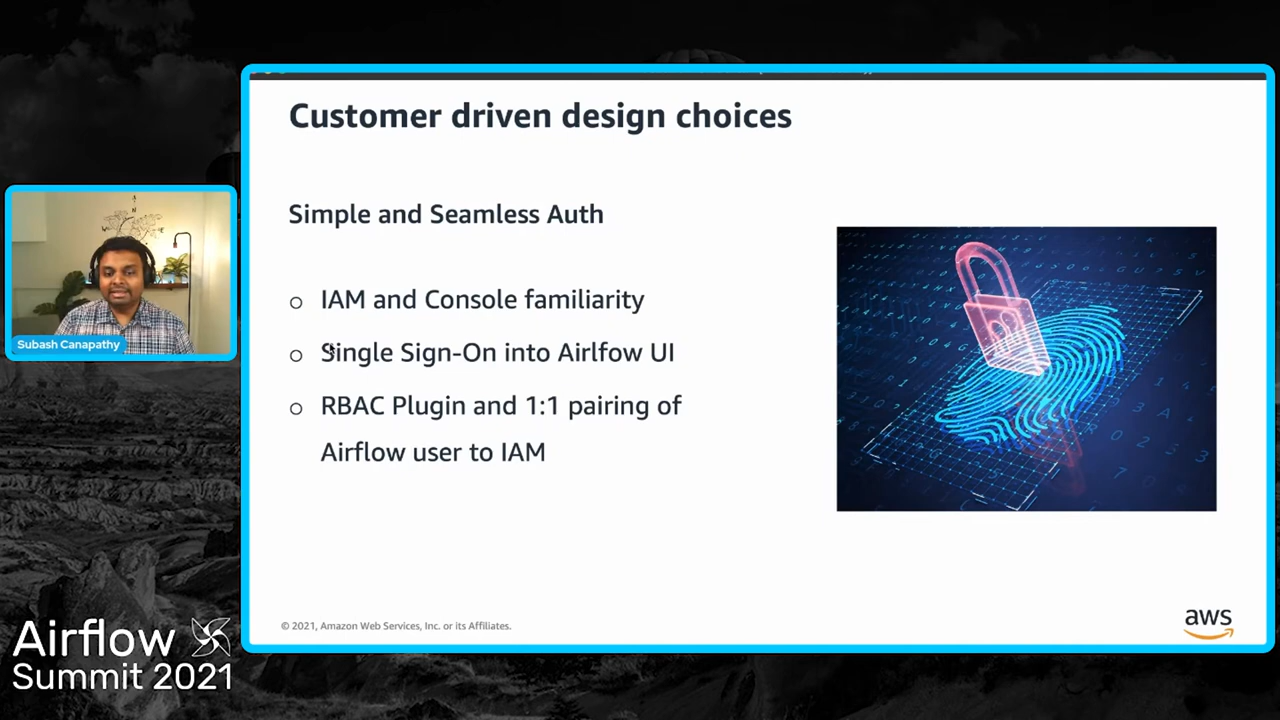 Customer driven design choices
Simple and Seamless Auth
IAM and Console familiarity
Single Sign-On into Airlfow UI
RBAC Plugin and 1:1 pairing of
Airflow user to IAM
© 2021, Amazon Web Services, Inc. or its Affiliates.
aws
Subash Canapathy
Airflow
Summit 2021